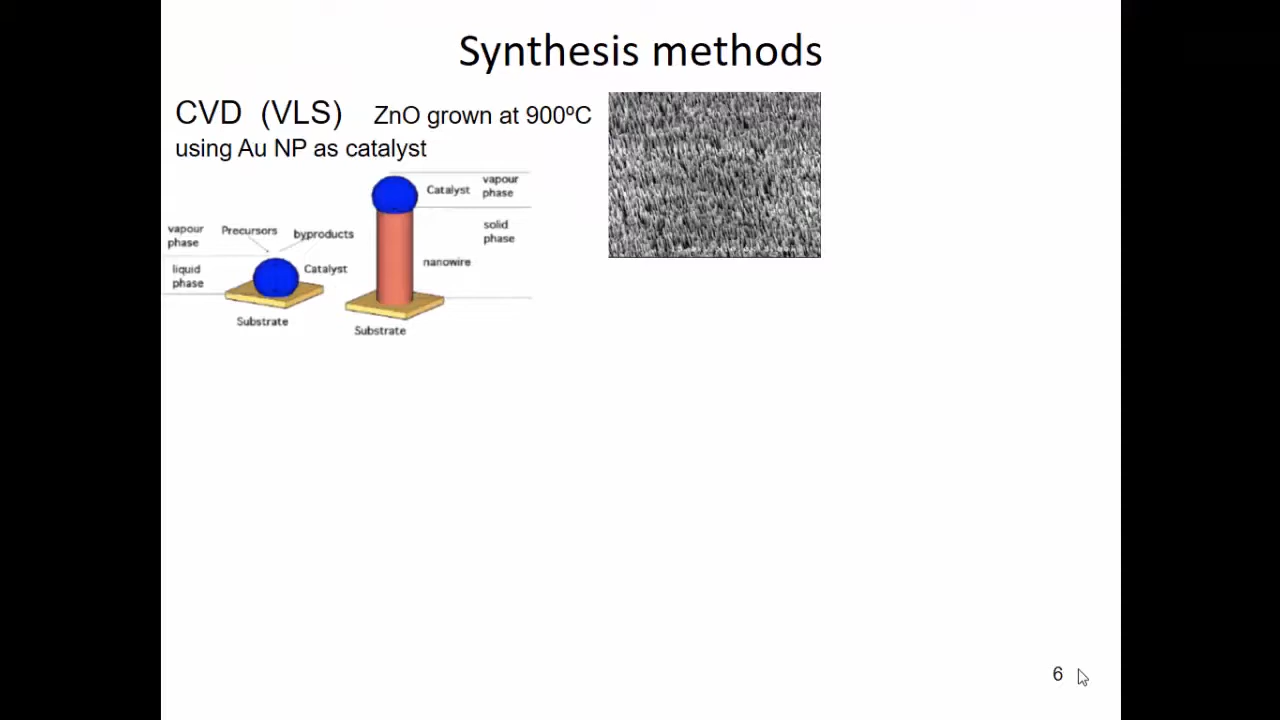 Synthesis methods
CVD (VLS) ZnO grown at 900ºC
using Au NP as catalyst
vapour
phase
Precursors
byproducts
liquid
phase
Catalyst
Substrate
Catalyst
vapour
phase
solid
phase
nanowire
Substrate
6